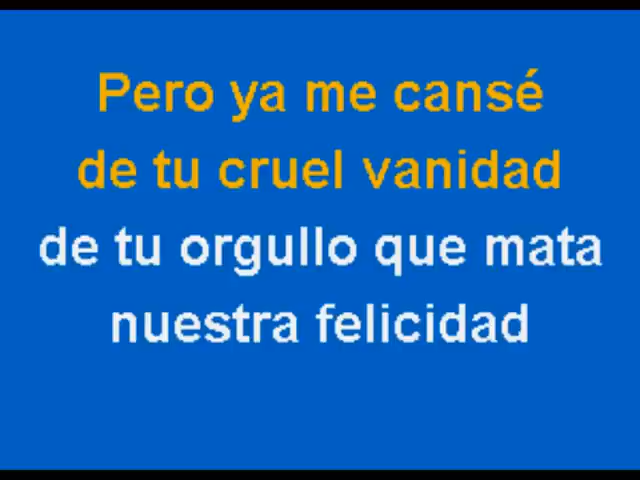 Pero ya me cansé
de tu cruel vanidad
de tu orgullo que mata
nuestra felicidad